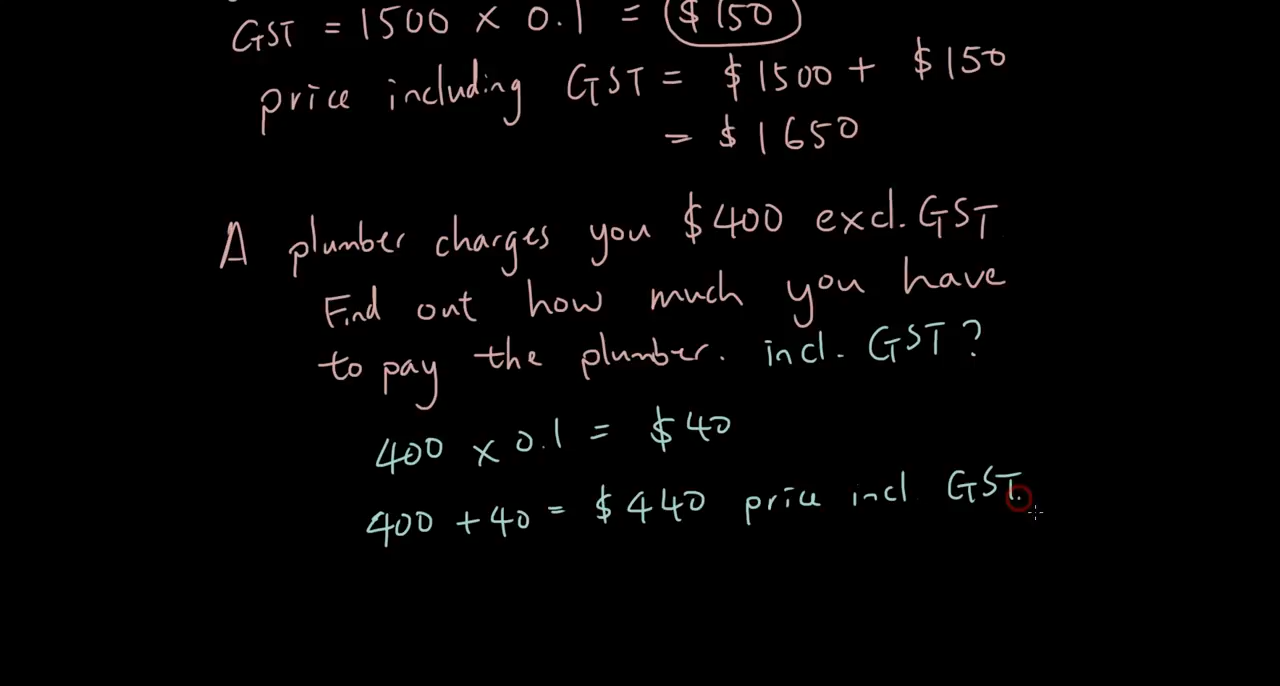 GST = 1500 x 0.1 = $150
price including GST = $1500 + $150
= $1650
A plumber charges you $400 excl. GST
Find out how much you have
to pay the plumber. incl. GST?
400 x 0.1 = $40
400 + 40 = $440 price incl. GST.